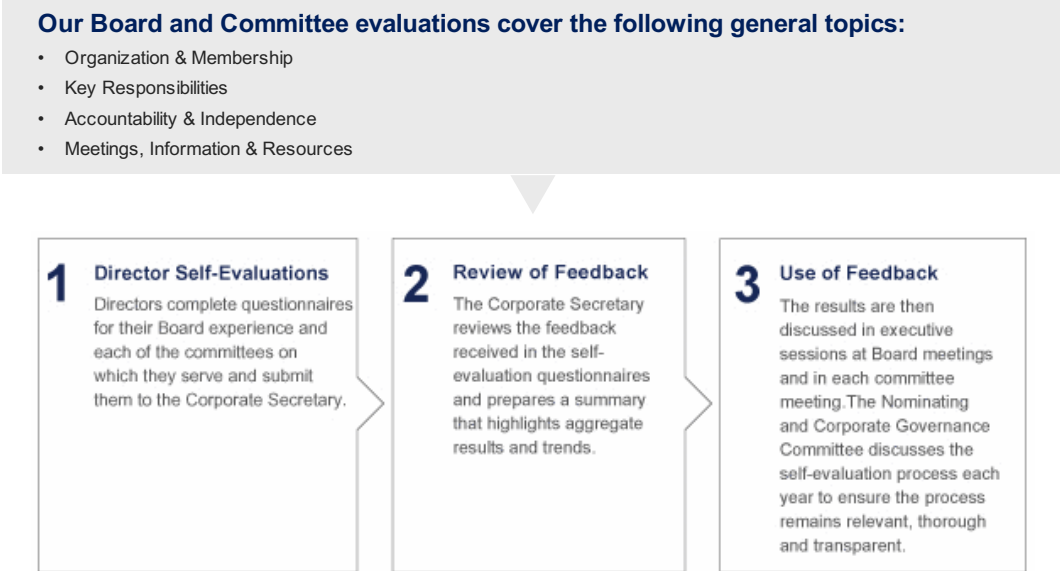 Our Board and Committee evaluations cover the following general topics:
• Organization & Membership
• Key Responsibilities
• Accountability & Independence
• Meetings, Information & Resources
1 Director Self-Evaluations
Directors complete questionnaires
for their Board experience and
each of the committees on
which they serve and submit
them to the Corporate Secretary.
2 Review of Feedback
The Corporate Secretary
reviews the feedback
received in the self-
evaluation questionnaires
and prepares a summary
that highlights aggregate
results and trends.
3 Use of Feedback
The results are then
discussed in executive
sessions at Board meetings
and in each committee
meeting.The Nominating
and Corporate Governance
Committee discusses the
self-evaluation process each
year to ensure the process
remains relevant, thorough
and transparent.